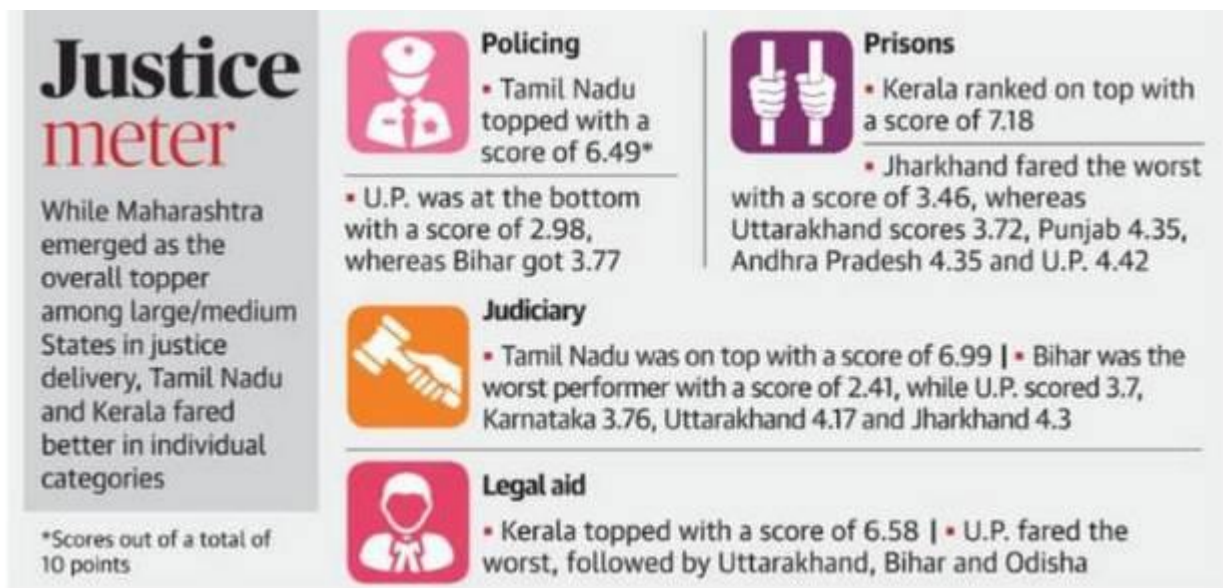 Justice
meter
While Maharashtra
emerged as the
overall topper
among large/medium
States in justice
delivery, Tamil Nadu
and Kerala fared
better in individual
categories
*Scores out of a total of
10 points
Policing
▪ Tamil Nadu
topped with a
score of 6.49*
▪ U.P. was at the bottom
with a score of 2.98,
whereas Bihar got 3.77
Prisons
▪ Kerala ranked on top with
a score of 7.18
▪ Jharkhand fared the worst
with a score of 3.46, whereas
Uttarakhand scores 3.72, Punjab 4.35,
Andhra Pradesh 4.35 and U.P. 4.42
Judiciary
▪ Tamil Nadu was on top with a score of 6.99 | ▪ Bihar was the
worst performer with a score of 2.41, while U.P. scored 3.7,
Karnataka 3.76, Uttarakhand 4.17 and Jharkhand 4.3
Legal aid
▪ Kerala topped with a score of 6.58 | ▪ U.P. fared the
worst, followed by Uttarakhand, Bihar and Odisha